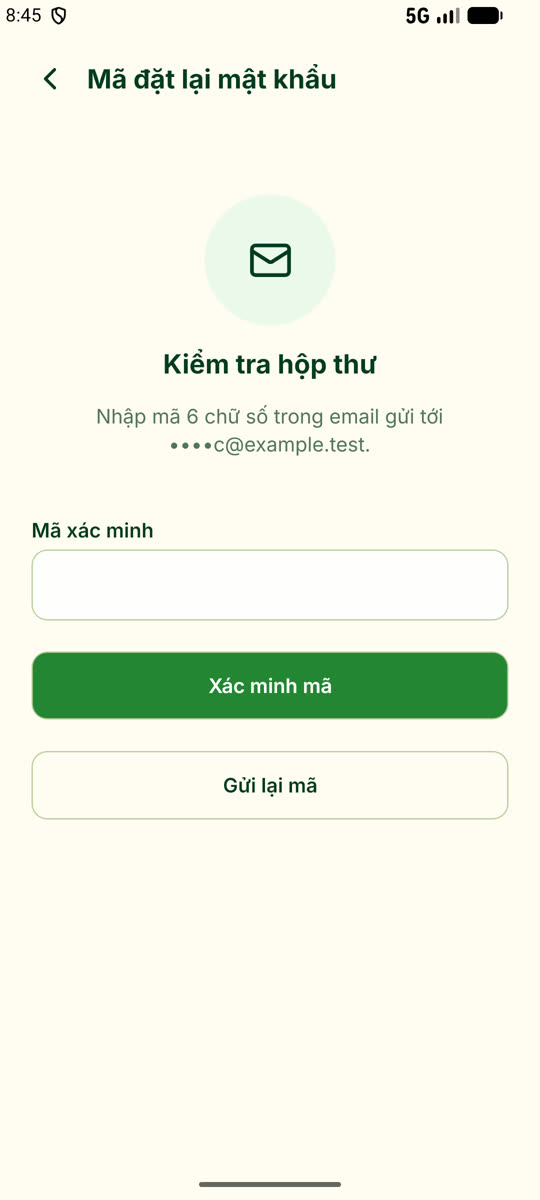 8:45
5G
Mã đặt lại mật khẩu
Kiểm tra hộp thư
Nhập mã 6 chữ số trong email gửi tới
••••c@example.test.
Mã xác minh
Xác minh mã
Gửi lại mã